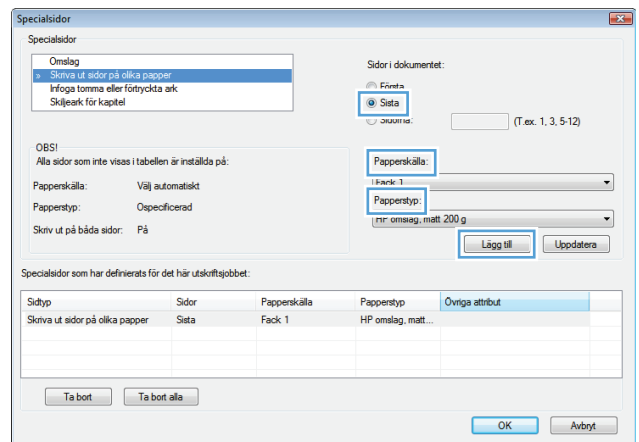 Specialsidor
Specialsidor
Omslag
» Skriva ut sidor på olika papper
Infoga tomma eller förtryckta ark
Skiljeark för kapitel
Sidor i dokumentet:
Första
Sista
Sidorna:
(T.ex. 1, 3, 5-12)
OBS!
Alla sidor som inte visas i tabellen är inställda på:
Papperskälla: Välj automatiskt
Papperstyp: Ospecificerad
Skriv ut på båda sidor: På
Papperskälla:
Fack 1
Papperstyp:
HP omslag, matt 200 g
Lägg till Uppdatera
Specialsidor som har definierats för det här utskriftsjobbet:
Sidtyp Sidor Papperskälla Papperstyp Övriga attribut
Skriva ut sidor på olika papper Sista Fack 1 HP omslag, matt...
Ta bort Ta bort alla
OK Avbryt